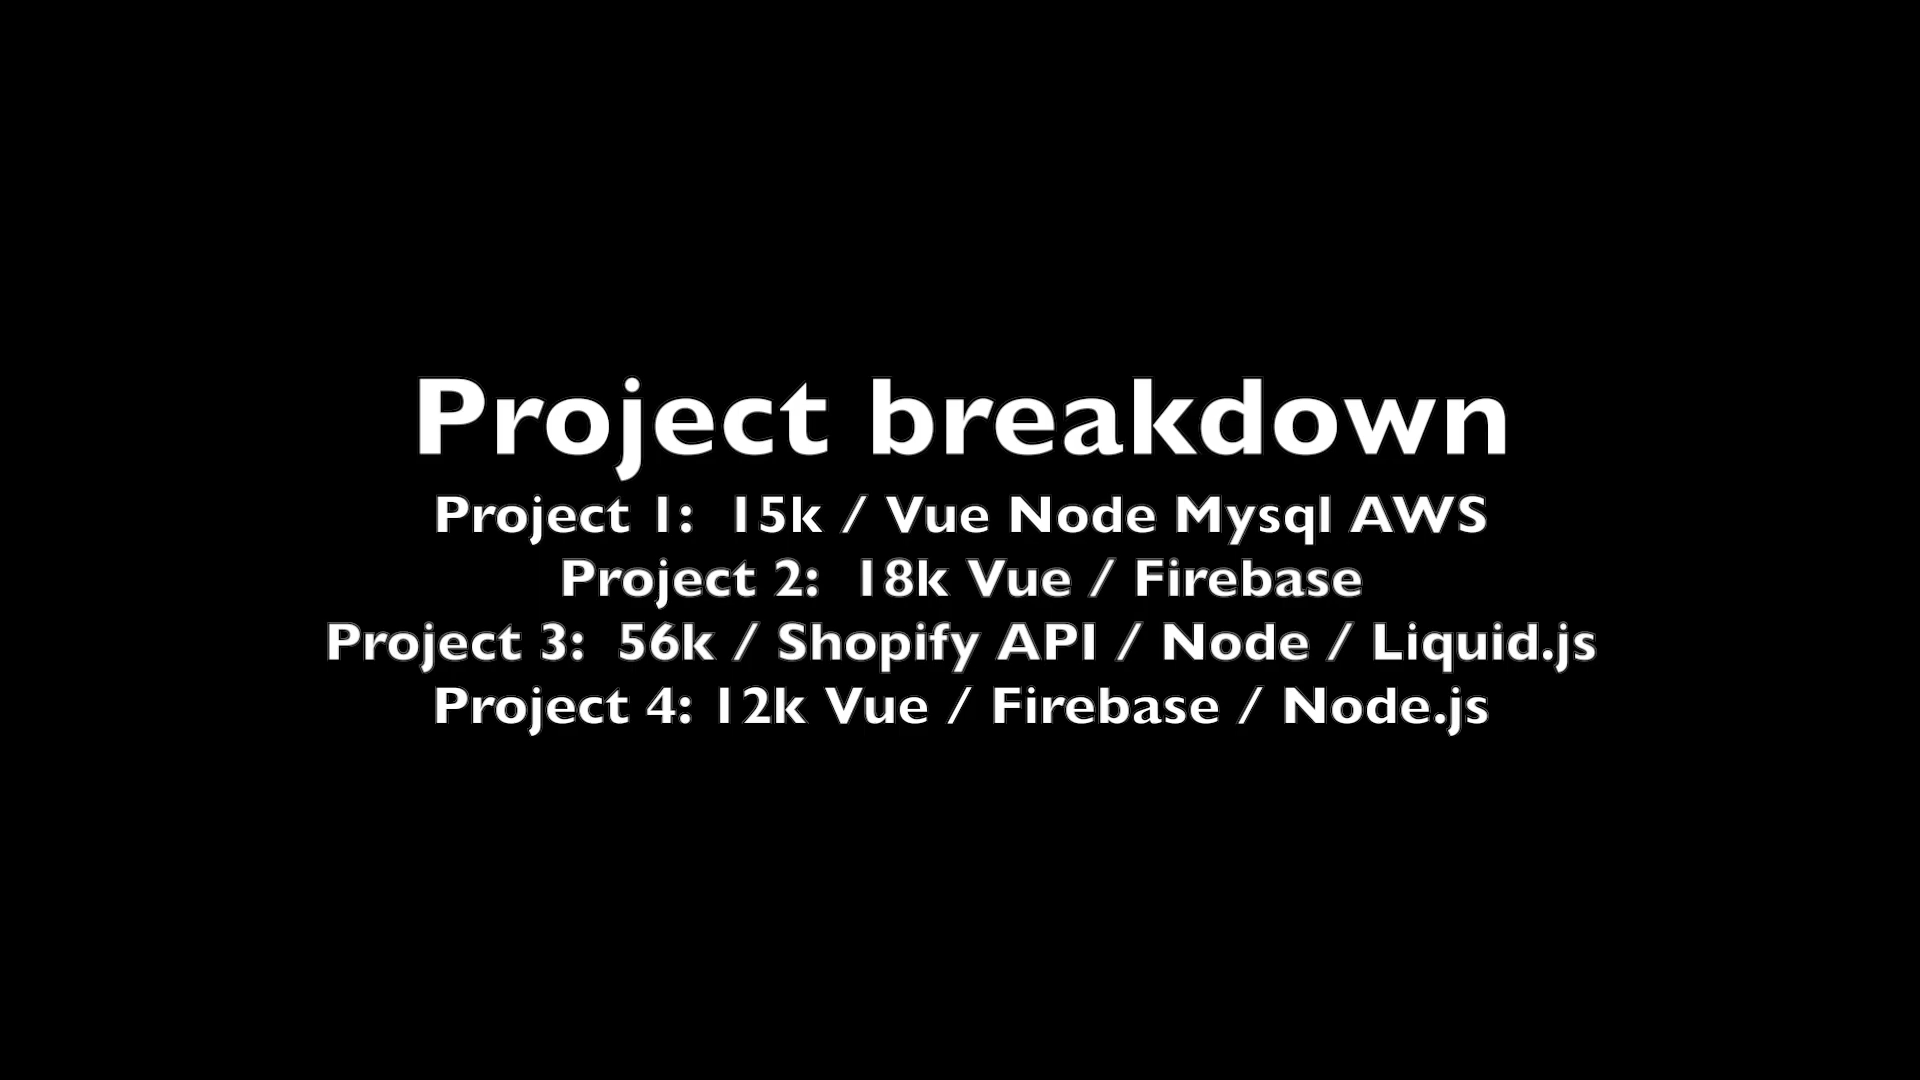 Project breakdown
Project 1:  15k / Vue Node Mysql AWS
Project 2:  18k Vue / Firebase
Project 3:  56k / Shopify API / Node / Liquid.js
Project 4: 12k Vue / Firebase / Node.js